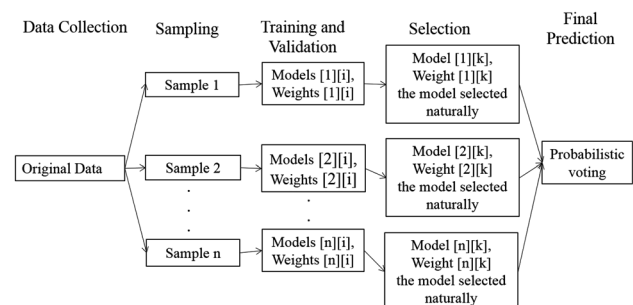 Data Collection
Sampling
Training and
Validation
Selection
Final
Prediction
Original Data
Sample 1
Models [1][i],
Weights [1][i]
Model [1][k],
Weight [1][k]
the model selected
naturally
Sample 2
Models [2][i],
Weights [2][i]
Model [2][k],
Weight [2][k]
the model selected
naturally
Sample n
Models [n][i],
Weights [n][i]
Model [n][k],
Weight [n][k]
the model selected
naturally
Probabilistic
voting